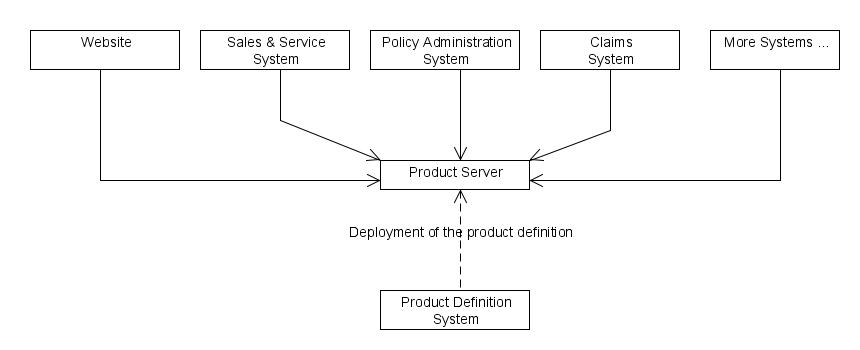 Website
Sales & Service
System
Policy Administration
System
Claims
System
More Systems ...
Product Server
Deployment of the product definition
Product Definition
System